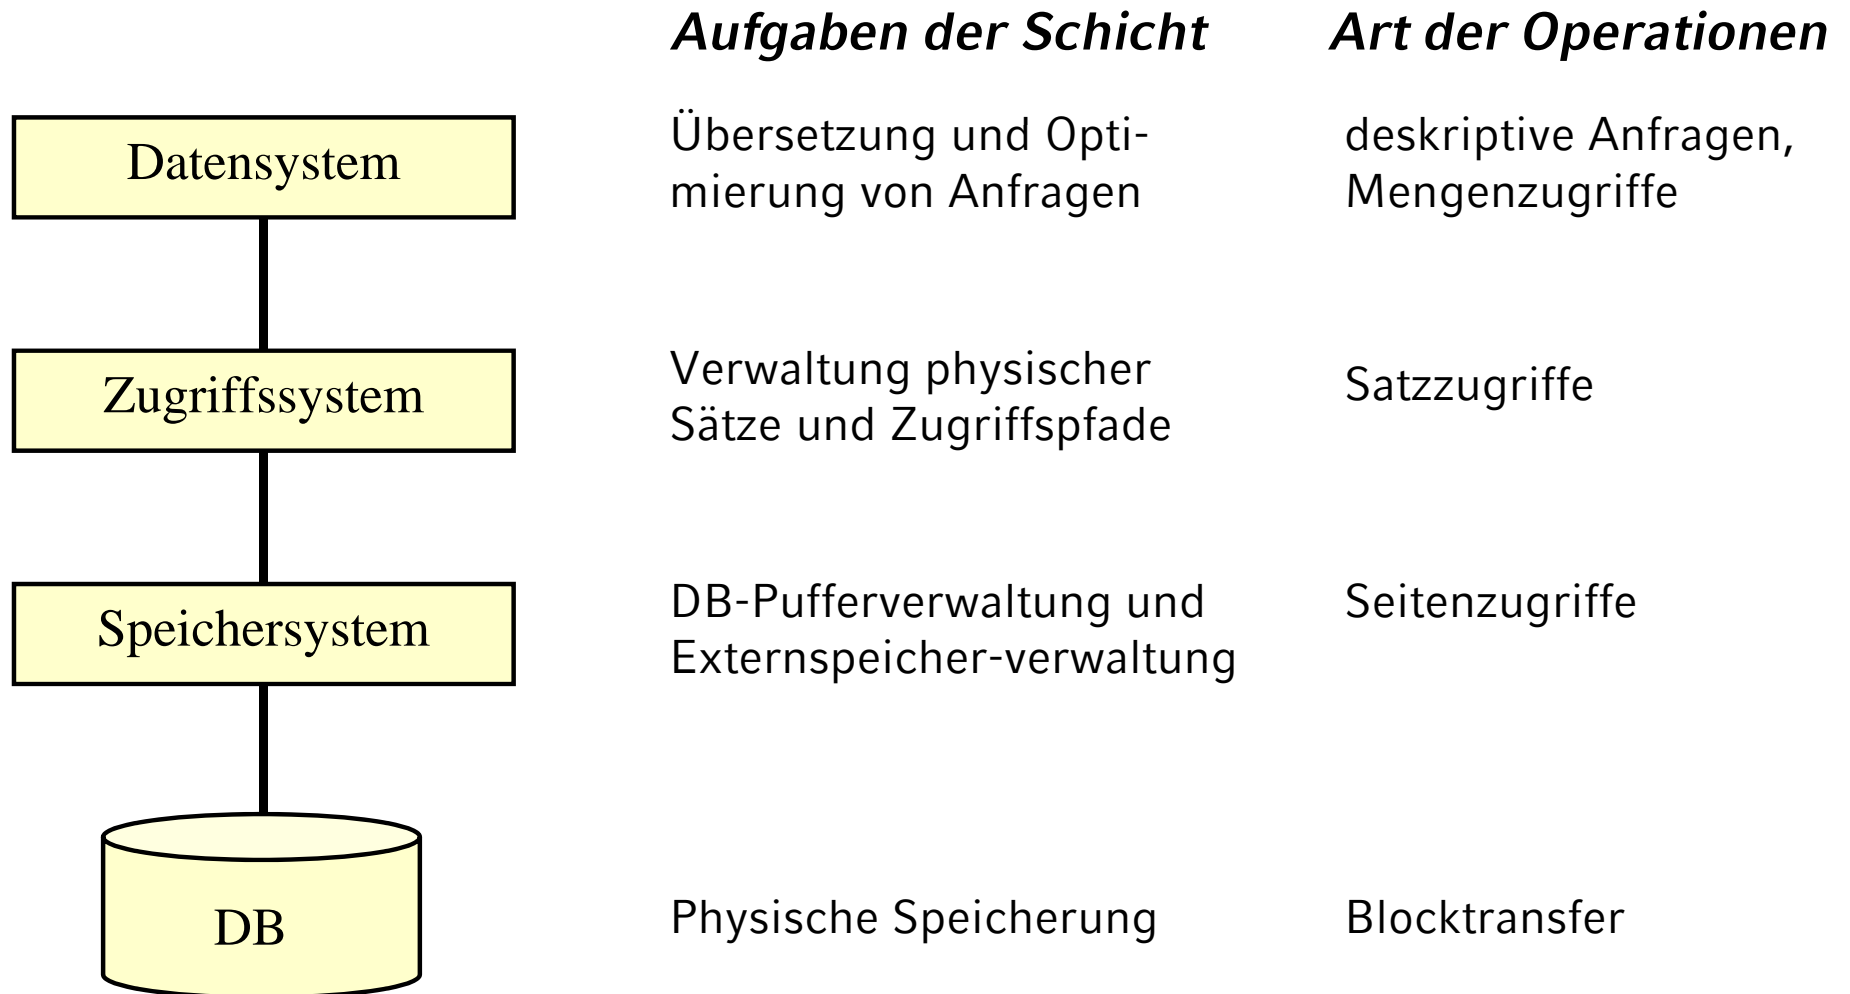 Aufgaben der Schicht Art der Operationen
Datensystem
Übersetzung und Opti-
mierung von Anfragen
deskriptive Anfragen,
Mengenzugriffe
Zugriffssystem
Verwaltung physischer
Sätze und Zugriffspfade
Satzzugriffe
Speichersystem
DB-Pufferverwaltung und
Externspeicher-verwaltung
Seitenzugriffe
DB
Physische Speicherung
Blocktransfer